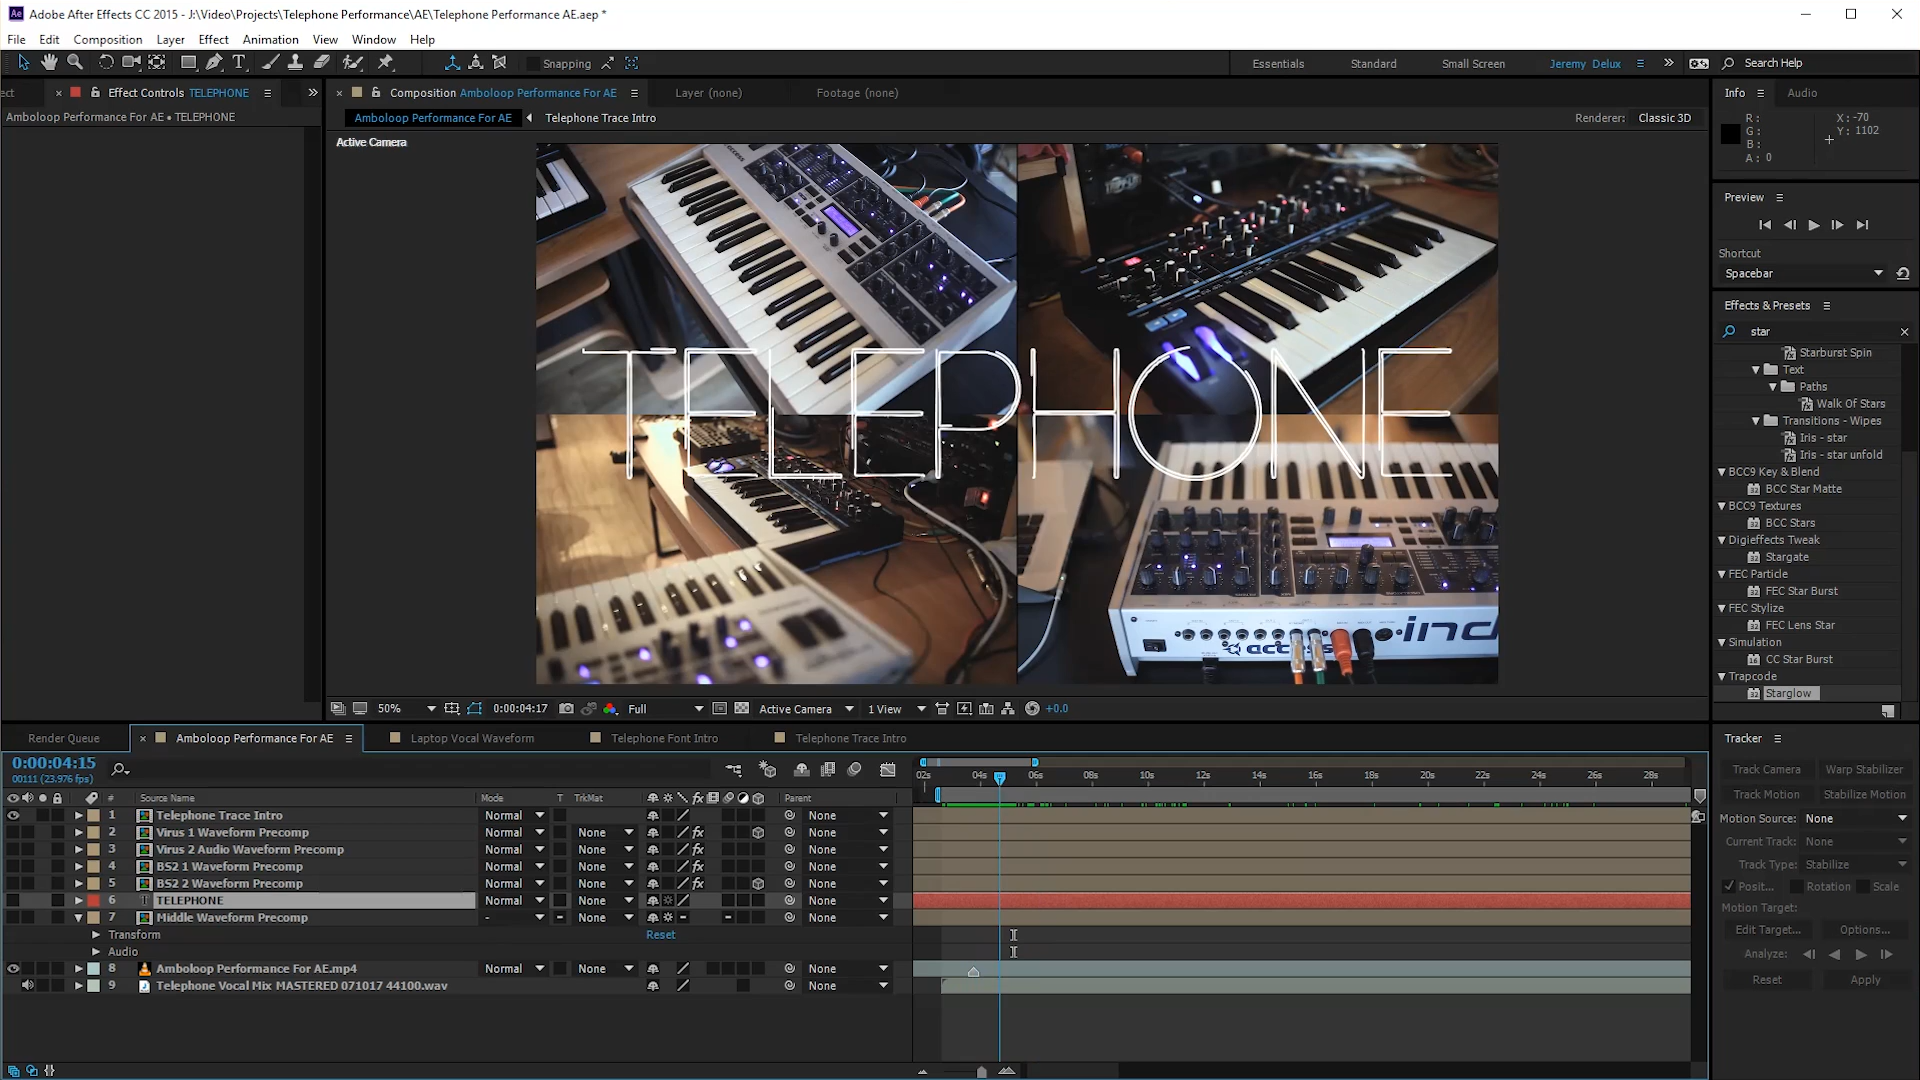 Adobe After Effects CC 2015 - J:\Video\Projects\Telephone Performance\AE\Telephone Performance AE.aep *
File Edit Composition Layer Effect Animation View Window Help
Snapping
Essentials Standard Small Screen Jeremy Delux Search Help
ect Effect Controls TELEPHONE
Composition Amboloop Performance For AE Layer (none) Footage (none)
Info Audio
Amboloop Performance For AE • TELEPHONE
Amboloop Performance For AE Telephone Trace Intro
Renderer: Classic 3D
Active Camera
R :
G :
B :
A : 0
X : -70
Y : 1102
Preview
Shortcut
Spacebar
Effects & Presets
star
Starburst Spin
Text
Paths
Walk Of Stars
Transitions - Wipes
Iris - star
Iris - star unfold
BCC9 Key & Blend
BCC Star Matte
BCC9 Textures
BCC Stars
Digieffects Tweak
Stargate
FEC Particle
FEC Star Burst
FEC Stylize
FEC Lens Star
Simulation
CC Star Burst
Trapcode
Starglow
access
TELEPHONE
access
50% 0:00:04:17 Full Active Camera 1 View +0.0
Render Queue Amboloop Performance For AE Laptop Vocal Waveform Telephone Font Intro Telephone Trace Intro
0:00:04:15
00111 (23.976 fps)
02s 04s 06s 08s 10s 12s 14s 16s 18s 20s 22s 24s 26s 28s
# Source Name Mode T TrkMat fx Parent
1 Telephone Trace Intro Normal None
2 Virus 1 Waveform Precomp Normal None fx None
3 Virus 2 Audio Waveform Precomp Normal None fx None
4 BS2 1 Waveform Precomp Normal None fx None
5 BS2 2 Waveform Precomp Normal None fx None
6 T TELEPHONE Normal None None
7 Middle Waveform Precomp - None None
Transform Reset
Audio
8 Amboloop Performance For AE.mp4 Normal None None
9 Telephone Vocal Mix MASTERED 071017 44100.wav None
Tracker
Track Camera Warp Stabilizer
Track Motion Stabilize Motion
Motion Source: None
Current Track: None
Track Type: Stabilize
Posit... Rotation Scale
Motion Target:
Edit Target... Options...
Analyze:
Reset Apply